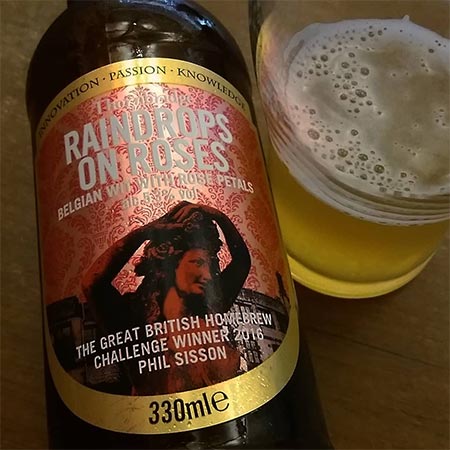 INNOVATION · PASSION · KNOWLEDGE
RAINDROPS
ON ROSES
BELGIAN WIT WITH ROSE PETALS
THE GREAT BRITISH HOMEBREW
CHALLENGE WINNER 2016
PHIL SISSON
330ml℮